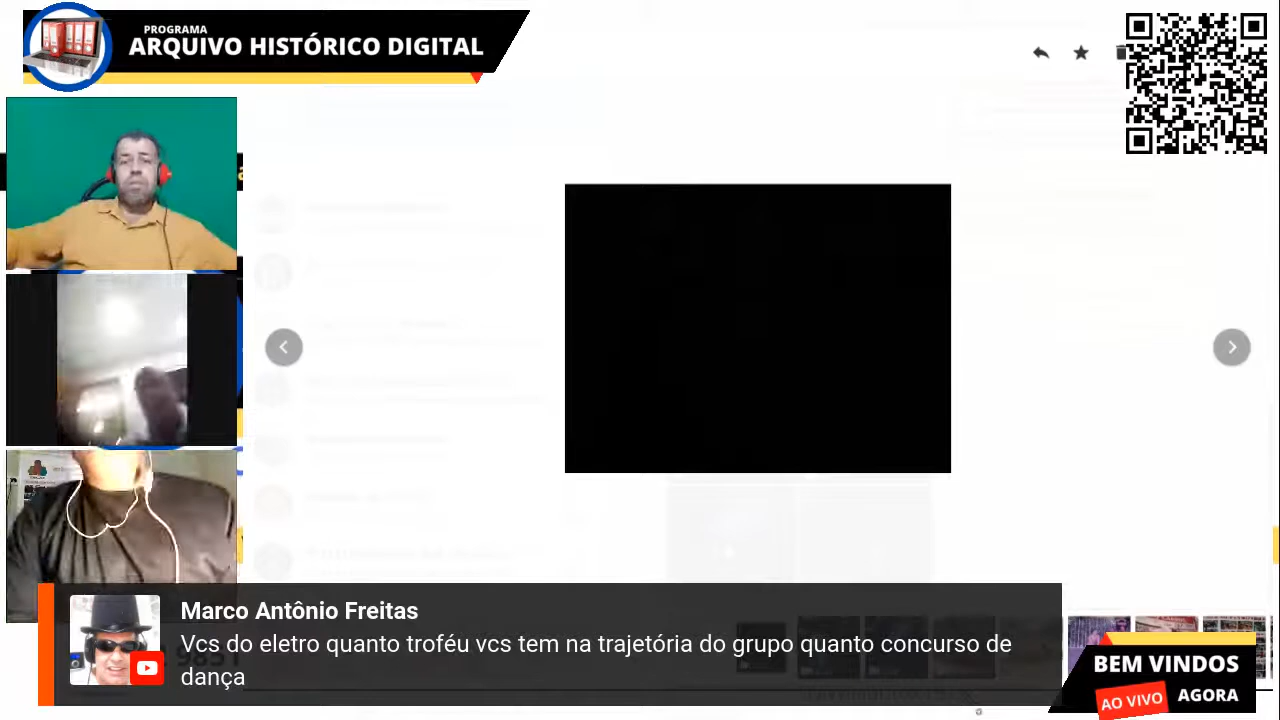 PROGRAMA
ARQUIVO HISTÓRICO DIGITAL
Marco Antônio Freitas
Vcs do eletro quanto troféu vcs tem na trajetória do grupo quanto concurso de
dança
BEM VINDOS
AO VIVO AGORA